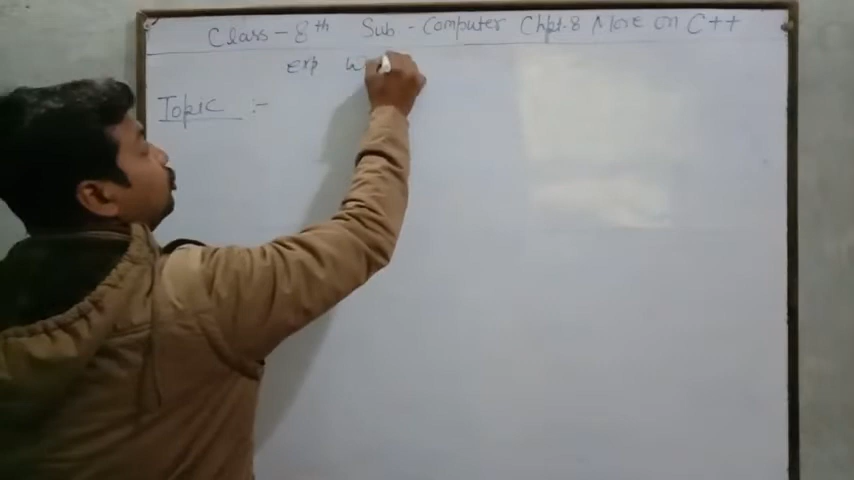 Class - 8th Sub - Computer Chpt.8 More on C++
exp
Topic :-